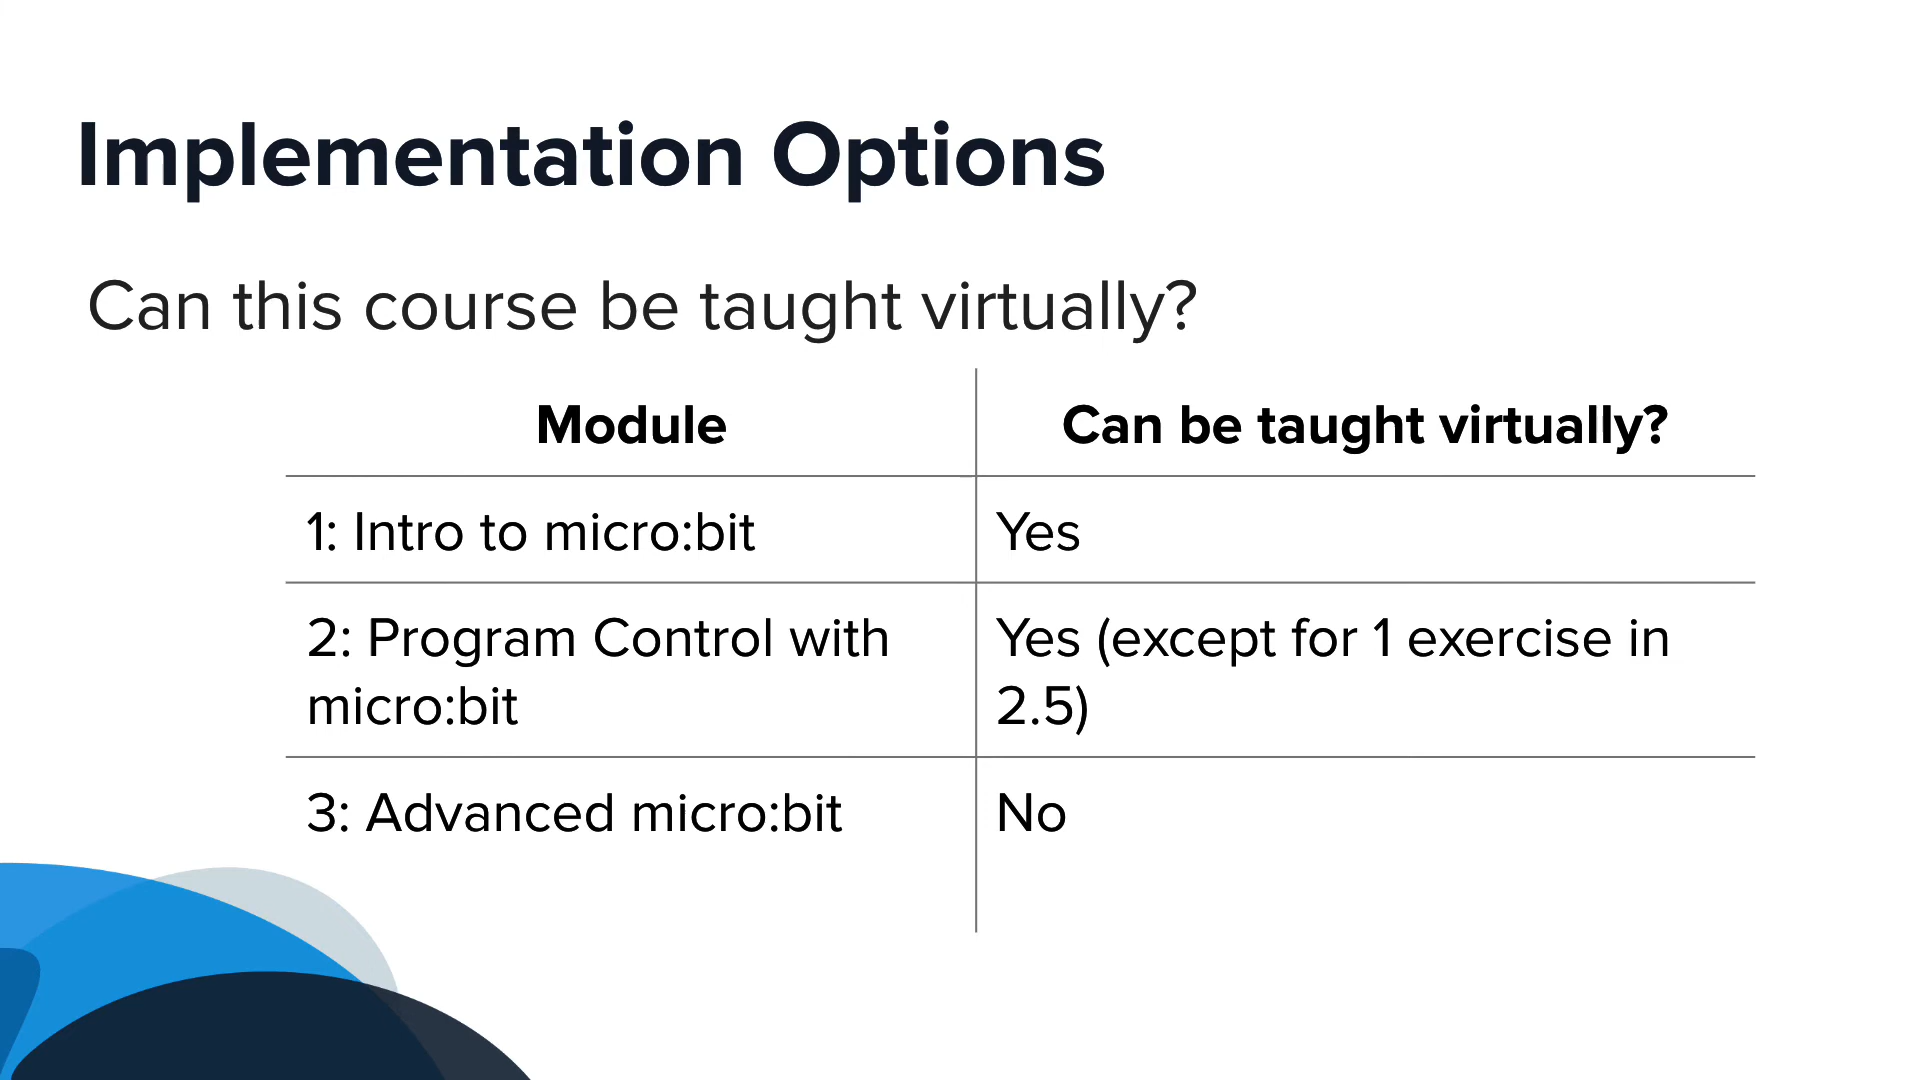 Implementation Options
Can this course be taught virtually?
Module
Can be taught virtually?
1: Intro to micro:bit
Yes
2: Program Control with
micro:bit
Yes (except for 1 exercise in
2.5)
3: Advanced micro:bit
No